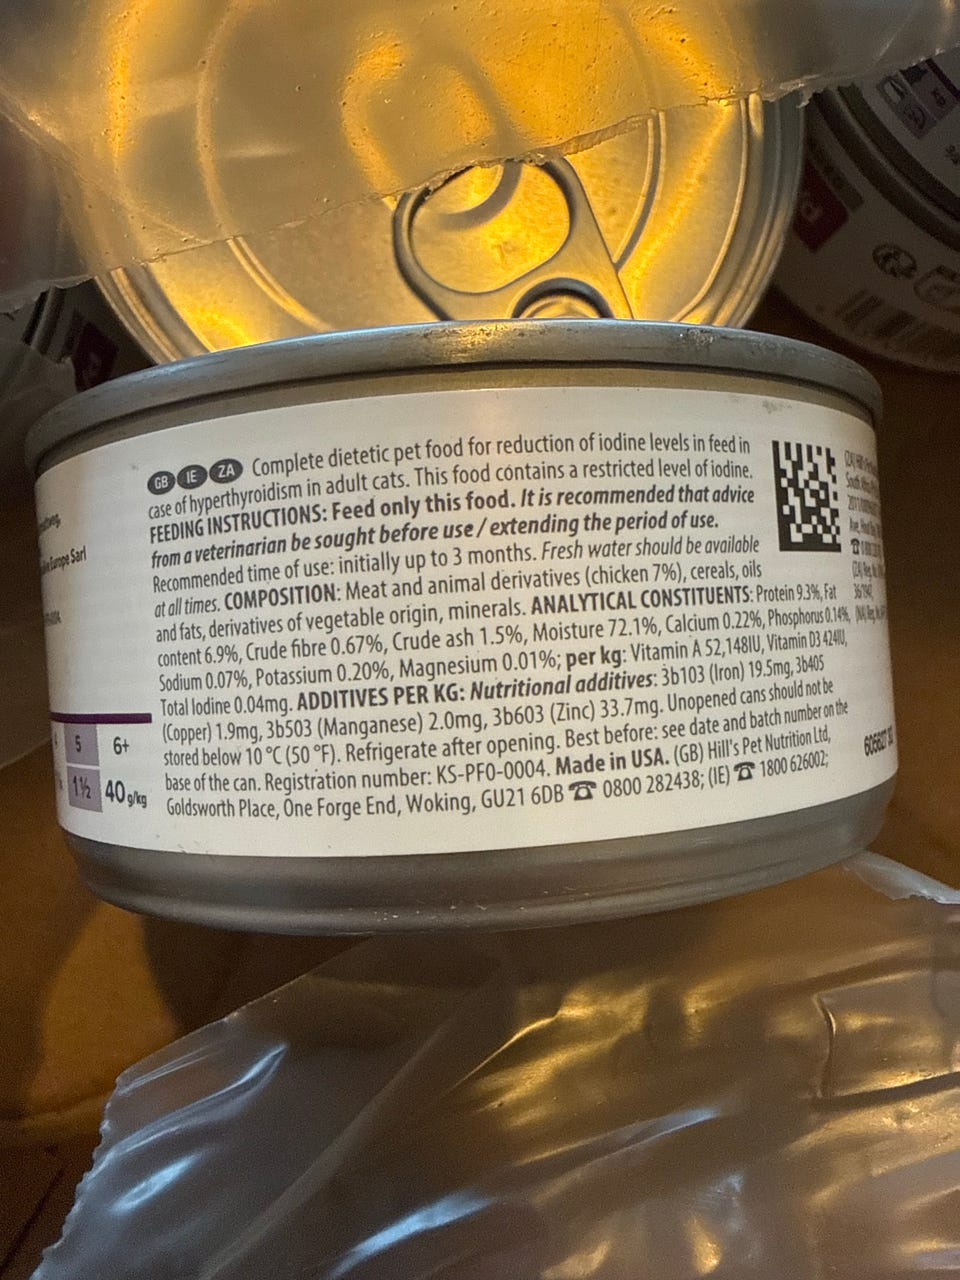 GB IE ZA Complete dietetic pet food for reduction of iodine levels in feed in
case of hyperthyroidism in adult cats. This food contains a restricted level of iodine.
FEEDING INSTRUCTIONS: Feed only this food. It is recommended that advice
from a veterinarian be sought before use / extending the period of use.
Recommended time of use: initially up to 3 months. Fresh water should be available
at all times. COMPOSITION: Meat and animal derivatives (chicken 7%), cereals, oils
and fats, derivatives of vegetable origin, minerals. ANALYTICAL CONSTITUENTS: Protein 9.3%, Fat
content 6.9%, Crude fibre 0.67%, Crude ash 1.5%, Moisture 72.1%, Calcium 0.22%, Phosphorus 0.14%,
Sodium 0.07%, Potassium 0.20%, Magnesium 0.01%; per kg: Vitamin A 52,148IU, Vitamin D3 424IU,
Total Iodine 0.04mg. ADDITIVES PER KG: Nutritional additives: 3b103 (Iron) 19.5mg, 3b405
(Copper) 1.9mg, 3b503 (Manganese) 2.0mg, 3b603 (Zinc) 33.7mg. Unopened cans should not be
stored below 10 °C (50 °F). Refrigerate after opening. Best before: see date and batch number on the
base of the can. Registration number: KS-PF0-0004. Made in USA. (GB) Hill's Pet Nutrition Ltd,
Goldsworth Place, One Forge End, Woking, GU21 6DB ☎ 0800 282438; (IE) ☎ 1800 626002;
Europe Sarl
5 6+
1½ 40 g/kg